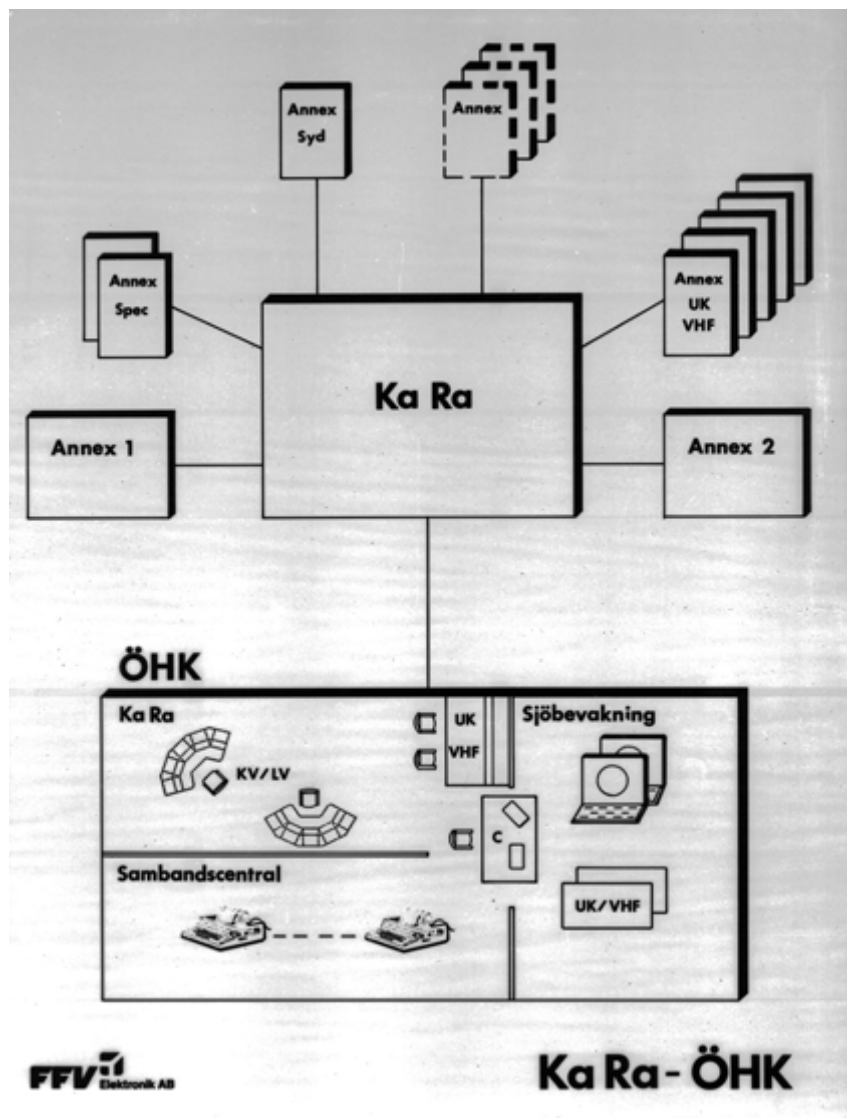 Annex
Syd
Annex
Annex
Spec
Annex
UK
VHF
Ka Ra
Annex 1
Annex 2
ÖHK
Ka Ra
UK
VHF
Sjöbevakning
KV/LV
C
Sambandscentral
UK/VHF
FFV Elektronik AB
Ka Ra - ÖHK